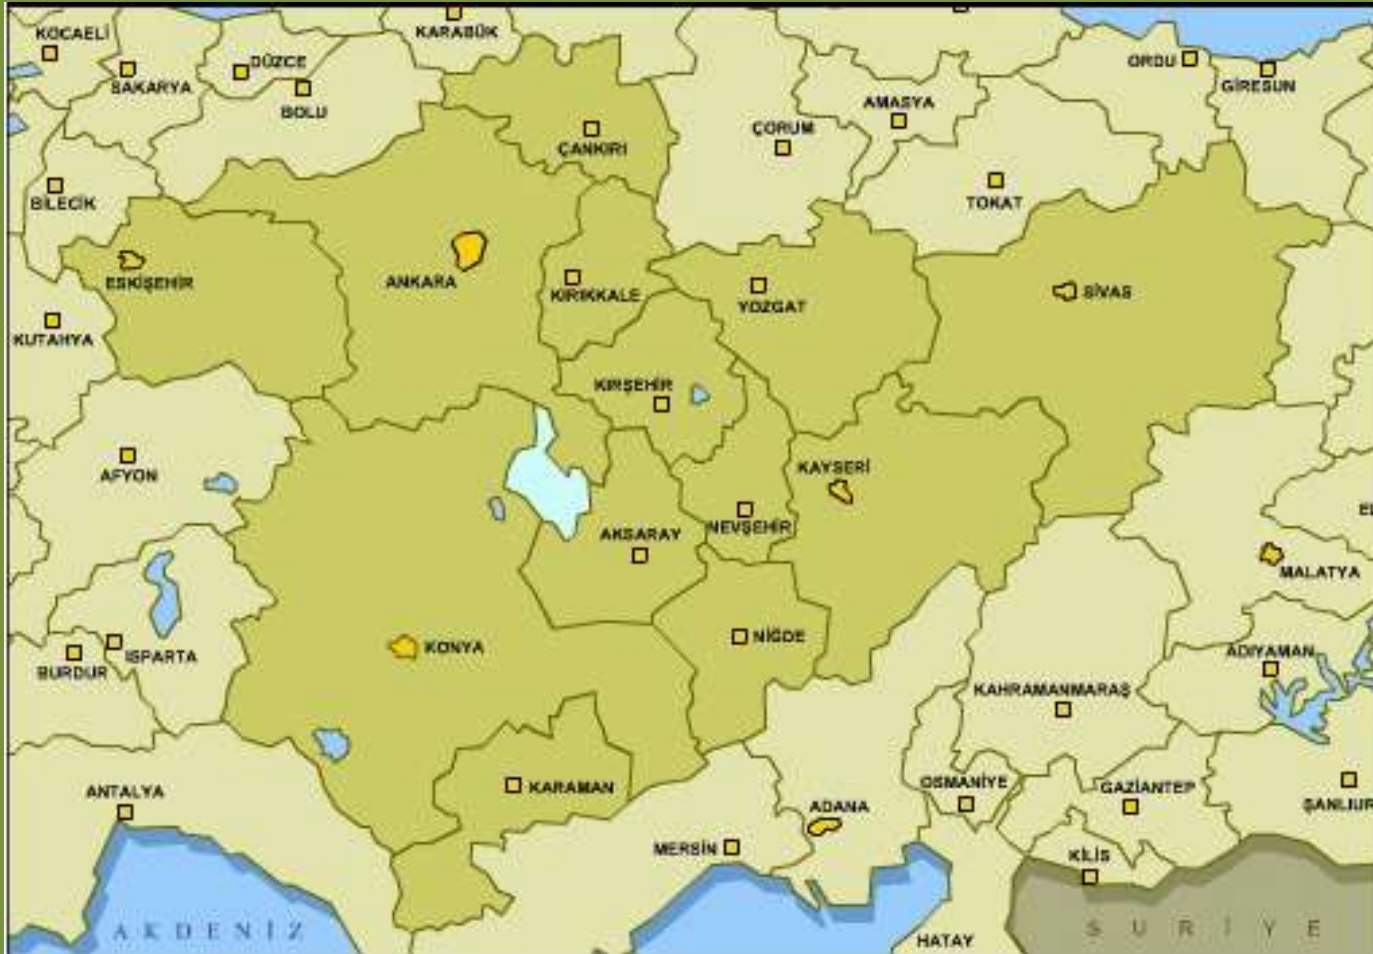 KARABÜK
KOCAELİ
DÜZCE
ORDU
SAKARYA
GİRESUN
BOLU
AMASYA
ÇORUM
ÇANKIRI
BİLECİK
TOKAT
ESKİŞEHİR
ANKARA
KIRIKKALE
YOZGAT
SİVAS
KUTAHYA
KIRŞEHİR
AFYON
KAYSERİ
EL
NEVŞEHİR
AKSARAY
MALATYA
NİĞDE
KONYA
ISPARTA
ADIYAMAN
BURDUR
KAHRAMANMARAŞ
OSMANİYE
KARAMAN
GAZİANTEP
ANTALYA
ADANA
ŞANLIUR
MERSİN
KİLİS
AKDENİZ
SURİYE
HATAY